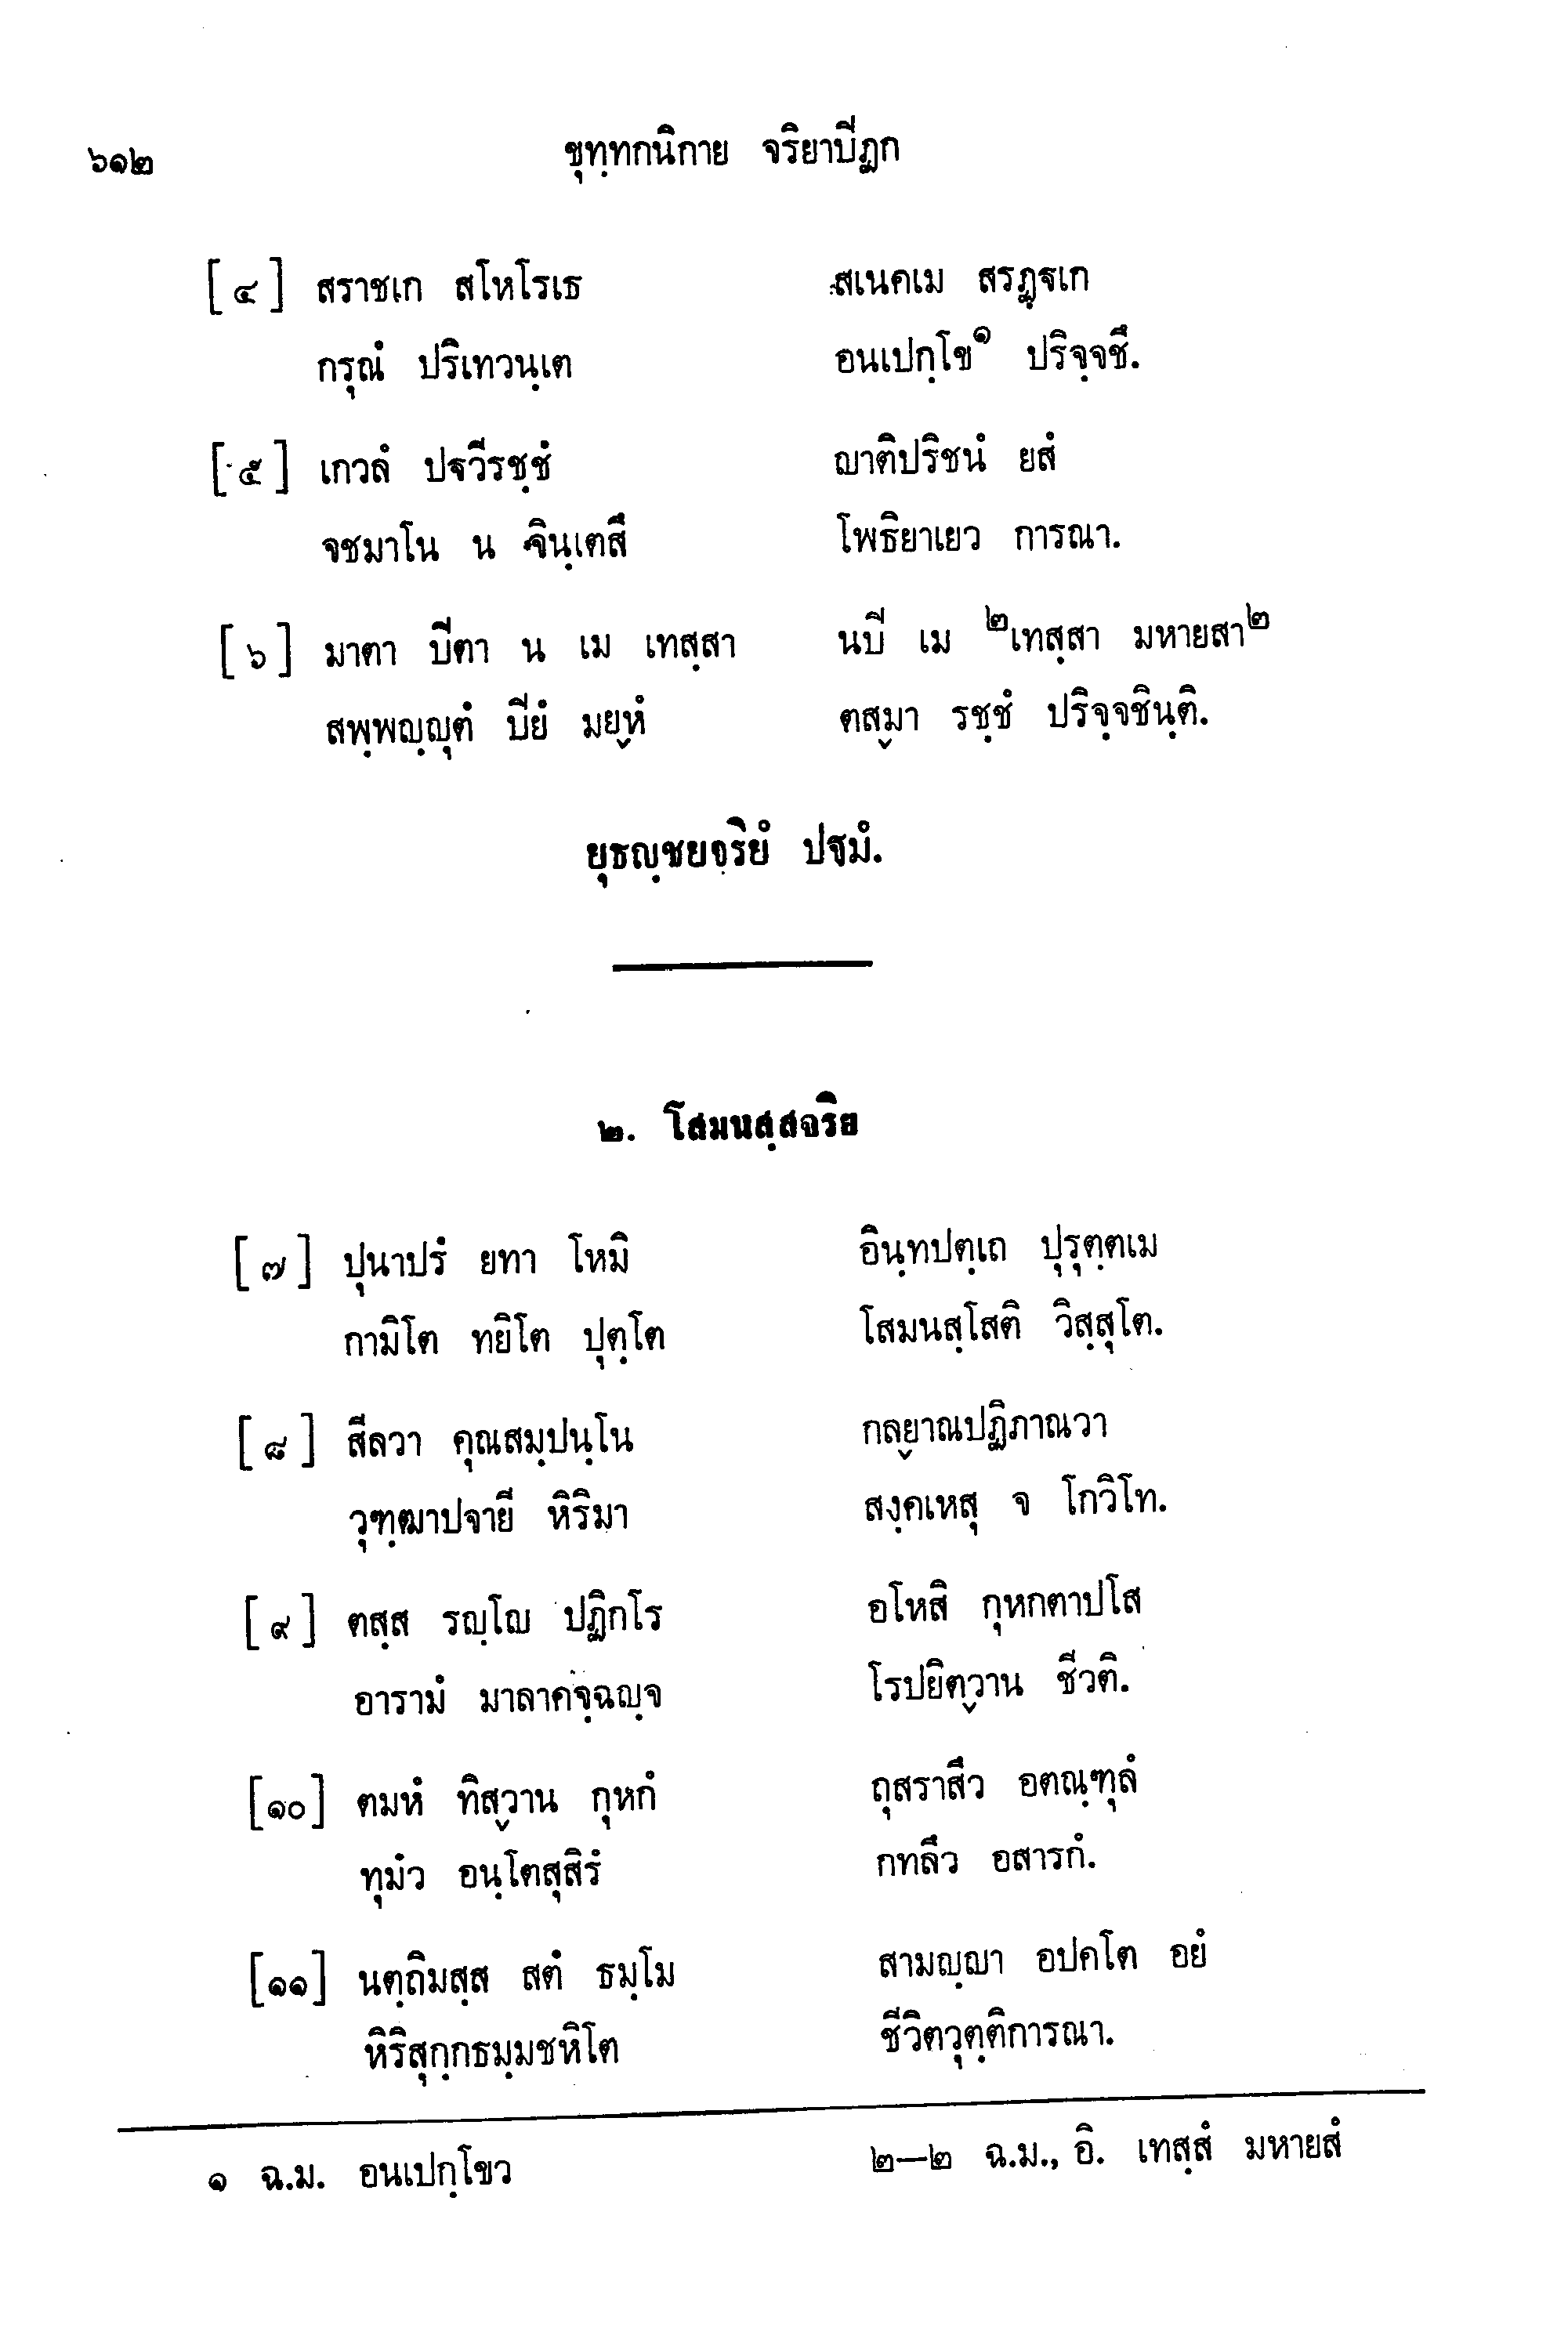 ๖๑๒ ขุทฺทกนิกาย จริยาปิฏก
[๔] สราชเก สโหโรเธ สเนคเม สรฏฺฐเก
กรุณํ ปริเทวนฺเต อนเปกฺโข๑ ปริจฺจชึ.
[๕] เกวลํ ปฐวีรชฺชํ ญาติปริชนํ ยสํ
จชมาโน น จินฺเตสึ โพธิยาเยว การณา.
[๖] มาตา ปิตา น เม เทสฺสา นปิ เม ๒เทสฺสา มหายสา๒
สพฺพญฺญุตํ ปิยํ มยฺหํ ตสฺมา รชฺชํ ปริจฺจชินฺติ.
ยุธญฺชยจริยํ ปฐมํ.
๒. โสมนสฺสจริย
[๗] ปุนาปรํ ยทา โหมิ อินฺทปตฺเถ ปุรุตฺตเม
กามิโต ทยิโต ปุตฺโต โสมนสฺโสติ วิสฺสุโต.
[๘] สีลวา คุณสมฺปนฺโน กลฺยาณปฏิภาณวา
วุฑฺฒาปจายี หิริมา สงฺคเหสุ จ โกวิโท.
[๙] ตสฺส รญฺโญ ปฏิกโร อโหสิ กุหกตาปโส
อารามํ มาลาคจฺฉญฺจ โรปยิตฺวาน ชีวติ.
[๑๐] ตมหํ ทิสฺวาน กุหกํ ถุสราสึว อตณฺฑุลํ
ทุมํว อนฺโตสุสิรํ กทลึว อสารกํ.
[๑๑] นตฺถิมสฺส สตํ ธมฺโม สามญฺญา อปคโต อยํ
หิริสุกฺกธมฺมชหิโต ชีวิตวุตฺติการณา.
๑ ฉ.ม. อนเปกฺโขว ๒—๒ ฉ.ม., อิ. เทสฺสํ มหายสํ